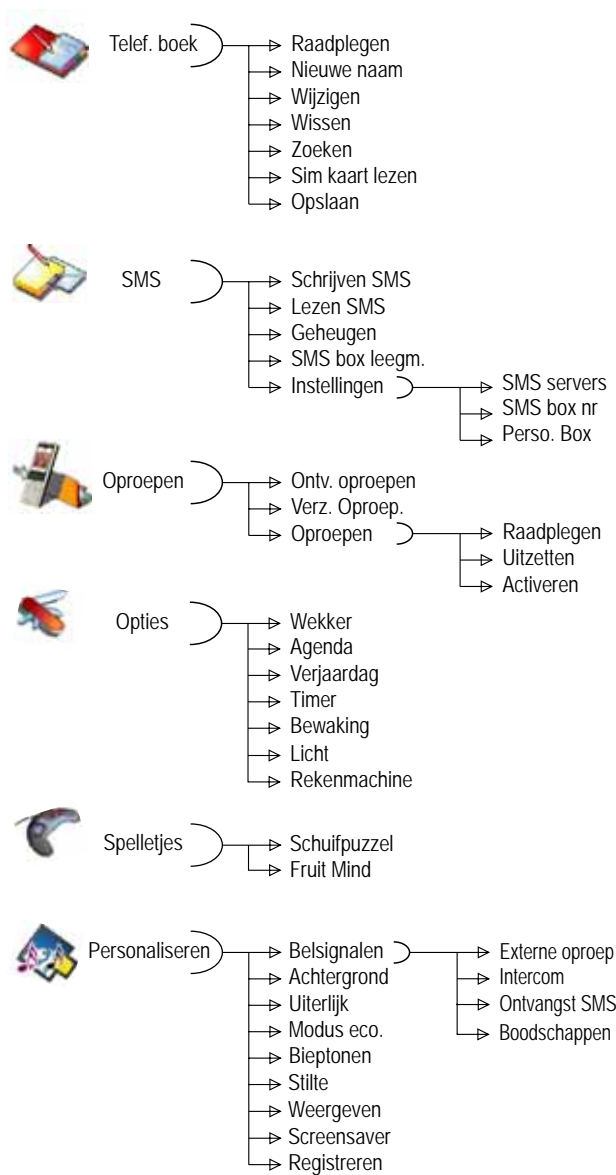 Telef. boek
Raadplegen
Nieuwe naam
Wijzigen
Wissen
Zoeken
Sim kaart lezen
Opslaan
SMS
Schrijven SMS
Lezen SMS
Geheugen
SMS box leegm.
Instellingen
SMS servers
SMS box nr
Perso. Box
Oproepen
Ontv. oproepen
Verz. Oproep.
Oproepen
Raadplegen
Uitzetten
Activeren
Opties
Wekker
Agenda
Verjaardag
Timer
Bewaking
Licht
Rekenmachine
Spelletjes
Schuifpuzzel
Fruit Mind
Personaliseren
Belsignalen
Externe oproep
Intercom
Ontvangst SMS
Boodschappen
Achtergrond
Uiterlijk
Modus eco.
Bieptonen
Stilte
Weergeven
Screensaver
Registreren